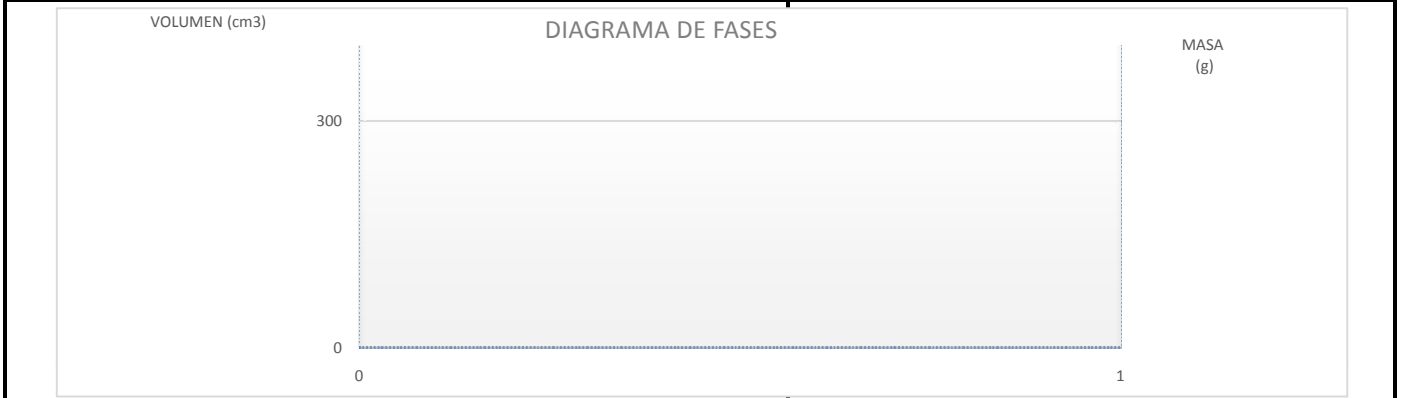 VOLUMEN (cm3)
DIAGRAMA DE FASES
MASA
(g)
300
0
0
1